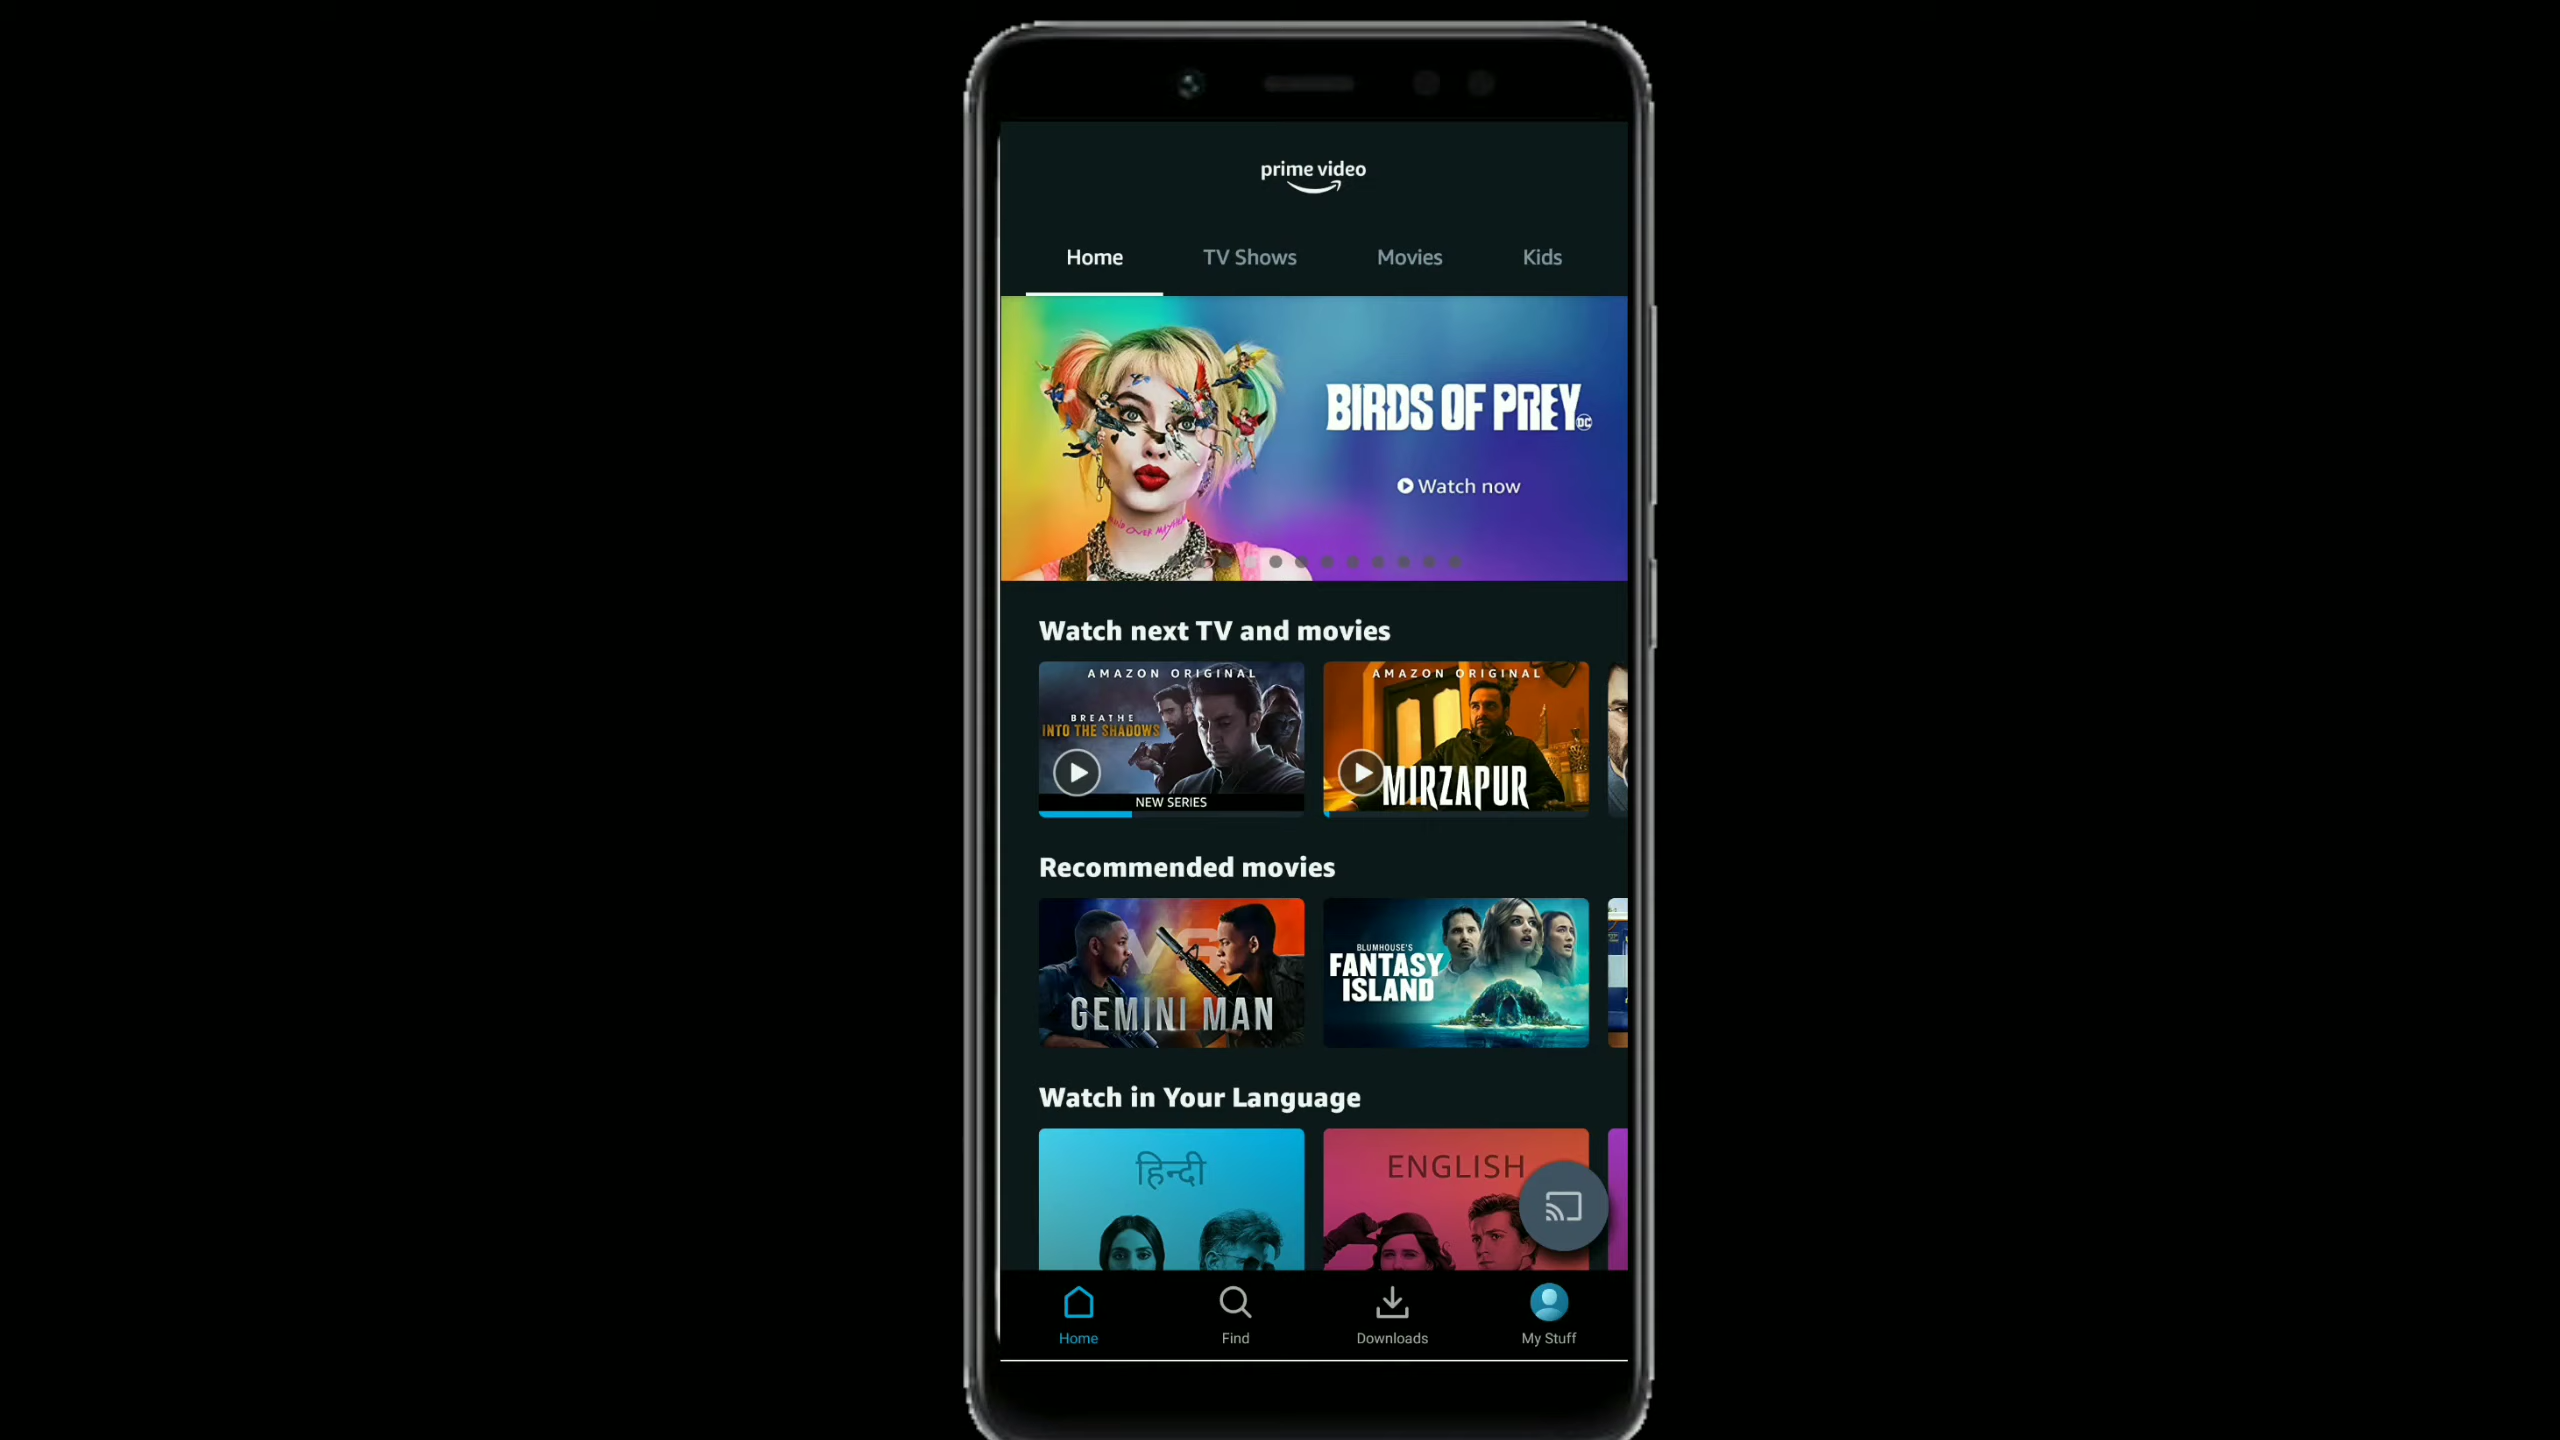 prime video
Home TV Shows Movies Kids
BIRDS OF PREY
DC
Watch now
Watch next TV and movies
AMAZON ORIGINAL
BREATHE
INTO THE SHADOWS
NEW SERIES
AMAZON ORIGINAL
MIRZAPUR
Recommended movies
VS
GEMINI MAN
BLUMHOUSE'S
FANTASY
ISLAND
Watch in Your Language
हिन्दी
ENGLISH
Home Find Downloads My Stuff